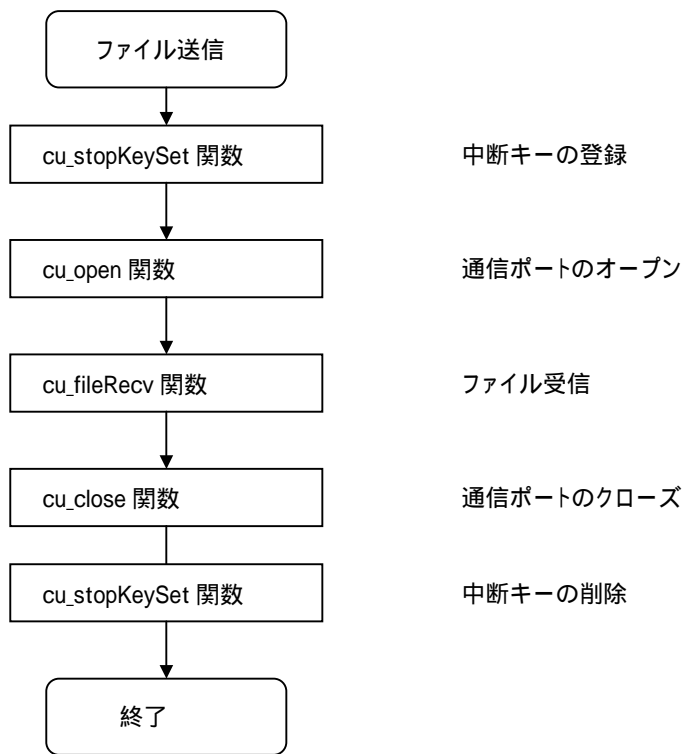 ファイル送信
cu_stopKeySet 関数 中断キーの登録
cu_open 関数 通信ポートのオープン
cu_fileRecv 関数 ファイル受信
cu_close 関数 通信ポートのクローズ
cu_stopKeySet 関数 中断キーの削除
終了